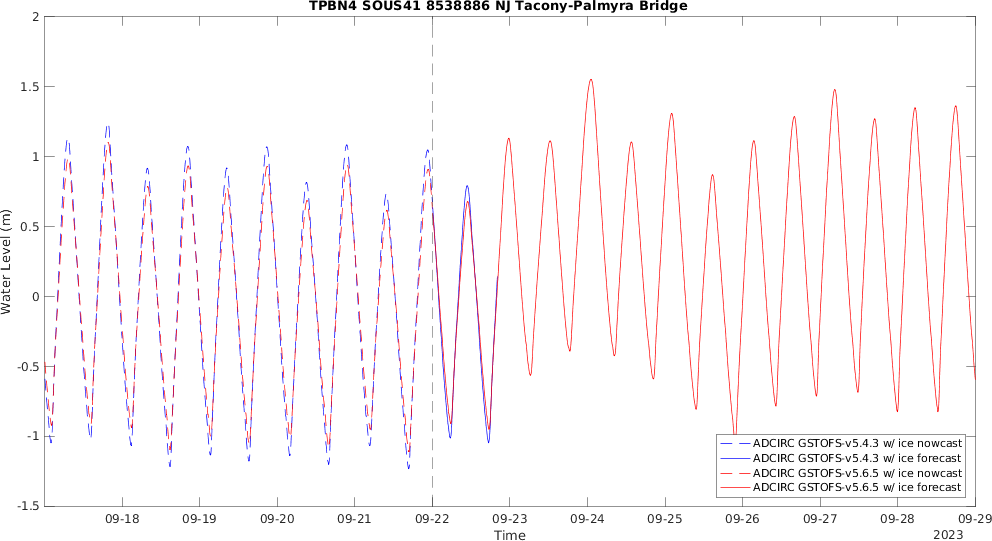 TPBN4 SOUS41 8538886 NJ Tacony-Palmyra Bridge
2
1.5
1
0.5
0
-0.5
-1
-1.5
Water Level (m)
ADCIRC GSTOFS-v5.4.3 w/ ice nowcast
ADCIRC GSTOFS-v5.4.3 w/ ice forecast
ADCIRC GSTOFS-v5.6.5 w/ ice nowcast
ADCIRC GSTOFS-v5.6.5 w/ ice forecast
09-18 09-19 09-20 09-21 09-22 09-23 09-24 09-25 09-26 09-27 09-28 09-29
Time
2023